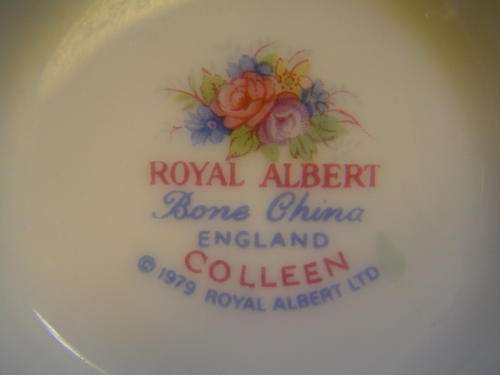 ROYAL ALBERT
Bone China
ENGLAND
COLLEEN
© 1979 ROYAL ALBERT LTD